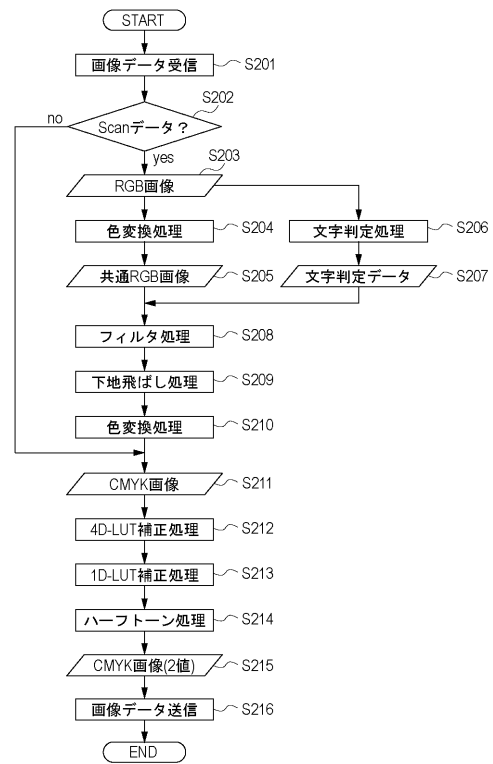 START
画像データ受信 S201
S202
no Scanデータ？
yes S203
RGB画像
色変換処理 S204 文字判定処理 S206
共通RGB画像 S205 文字判定データ S207
フィルタ処理 S208
下地飛ばし処理 S209
色変換処理 S210
CMYK画像 S211
4D-LUT補正処理 S212
1D-LUT補正処理 S213
ハーフトーン処理 S214
CMYK画像(2値) S215
画像データ送信 S216
END